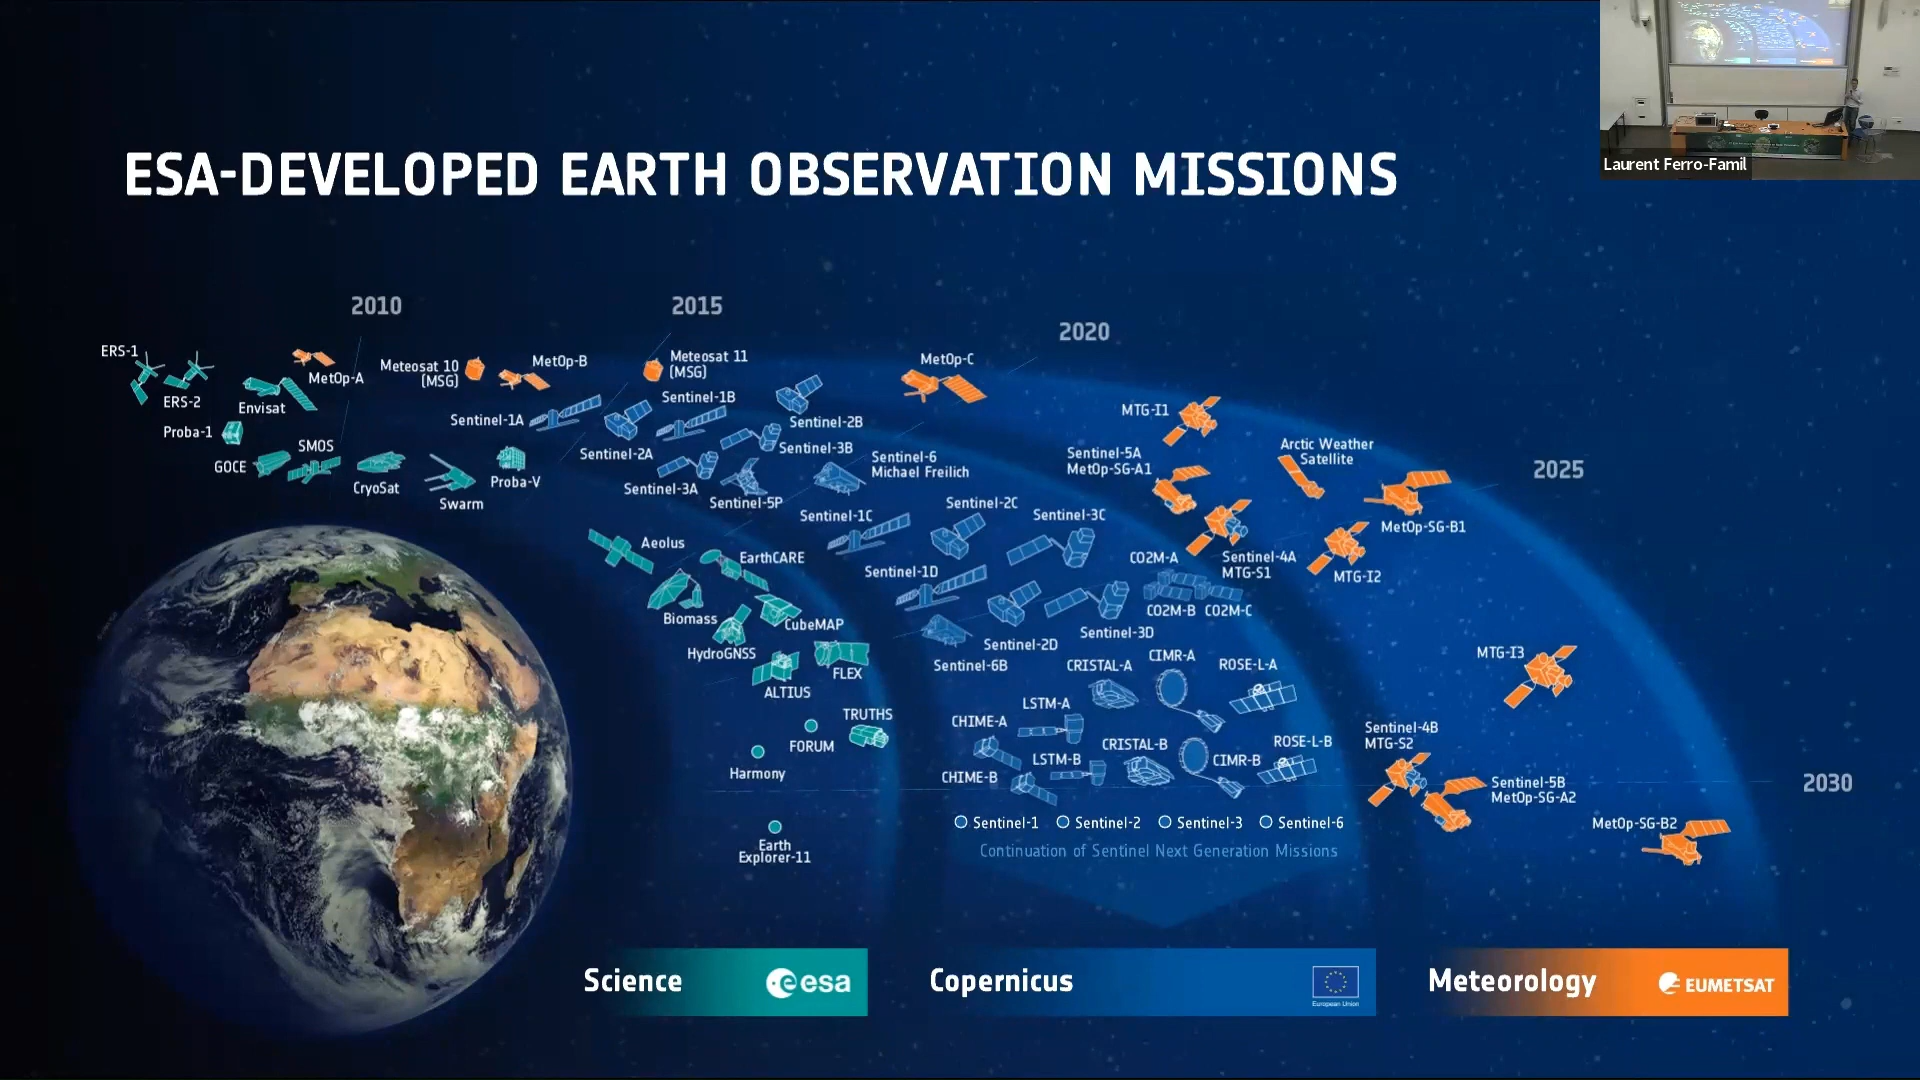 Laurent Ferro-Famil
ESA-DEVELOPED EARTH OBSERVATION MISSIONS
2010
2015
2020
2025
2030
ERS-1
ERS-2
Envisat
MetOp-A
Meteosat 10
(MSG)
MetOp-B
Meteosat 11
(MSG)
MetOp-C
Proba-1
GOCE
SMOS
CryoSat
Swarm
Proba-V
Sentinel-1A
Sentinel-1B
Sentinel-2A
Sentinel-2B
Sentinel-3A
Sentinel-3B
Sentinel-5P
Sentinel-6
Michael Freilich
MTG-I1
Sentinel-5A
MetOp-SG-A1
Arctic Weather
Satellite
MetOp-SG-B1
Sentinel-4A
MTG-S1
MTG-I2
Aeolus
EarthCARE
Biomass
CubeMAP
HydroGNSS
FLEX
ALTIUS
TRUTHS
FORUM
Harmony
Earth
Explorer-11
Sentinel-1C
Sentinel-2C
Sentinel-3C
Sentinel-1D
Sentinel-2D
Sentinel-3D
CO2M-A
CO2M-B
CO2M-C
Sentinel-6B
CRISTAL-A
CIMR-A
ROSE-L-A
LSTM-A
CHIME-A
CRISTAL-B
CIMR-B
ROSE-L-B
LSTM-B
CHIME-B
MTG-I3
Sentinel-4B
MTG-S2
Sentinel-5B
MetOp-SG-A2
MetOp-SG-B2
Sentinel-1 Sentinel-2 Sentinel-3 Sentinel-6
Continuation of Sentinel Next Generation Missions
Science esa
Copernicus
European Union
Meteorology EUMETSAT